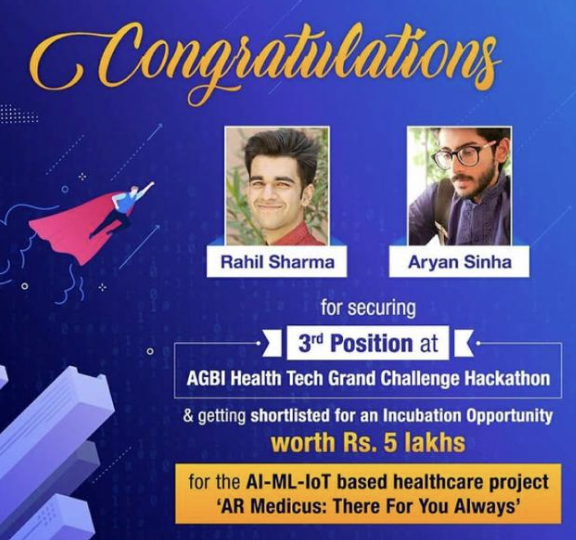 Congratulations
Rahil Sharma
Aryan Sinha
for securing
3rd Position at
AGBI Health Tech Grand Challenge Hackathon
& getting shortlisted for an Incubation Opportunity
worth Rs. 5 lakhs
for the AI-ML-IoT based healthcare project
‘AR Medicus: There For You Always’